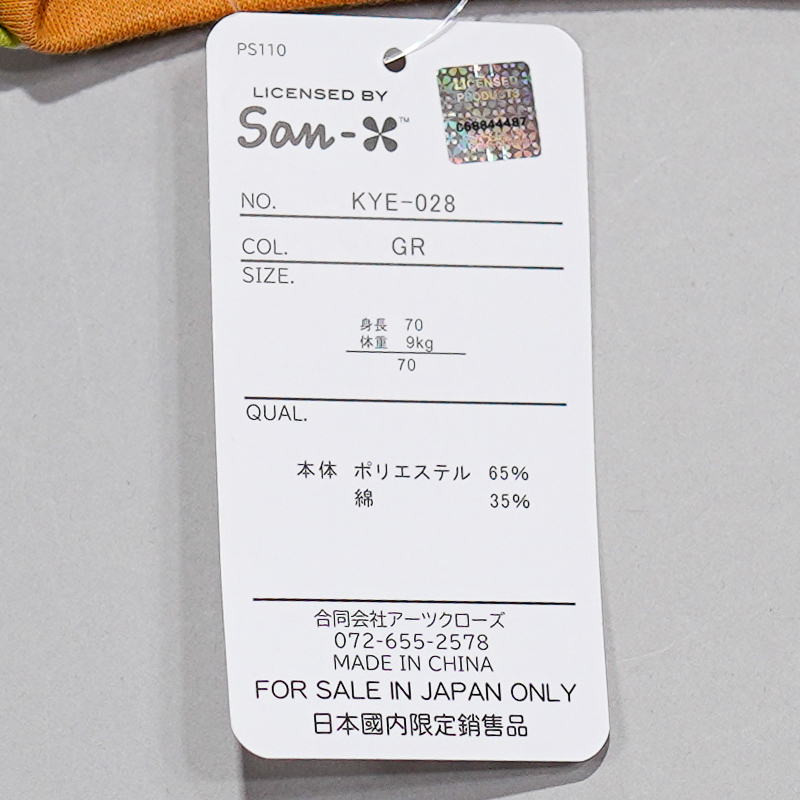 PS110
LICENSED BY
San-X™
LICENSED
PRODUCTS
C68844487
NO. KYE-028
COL. GR
SIZE.
身長 70
体重 9kg
70
QUAL.
本体 ポリエステル 65%
綿 35%
合同会社アーツクローズ
072-655-2578
MADE IN CHINA
FOR SALE IN JAPAN ONLY
日本國内限定銷售品